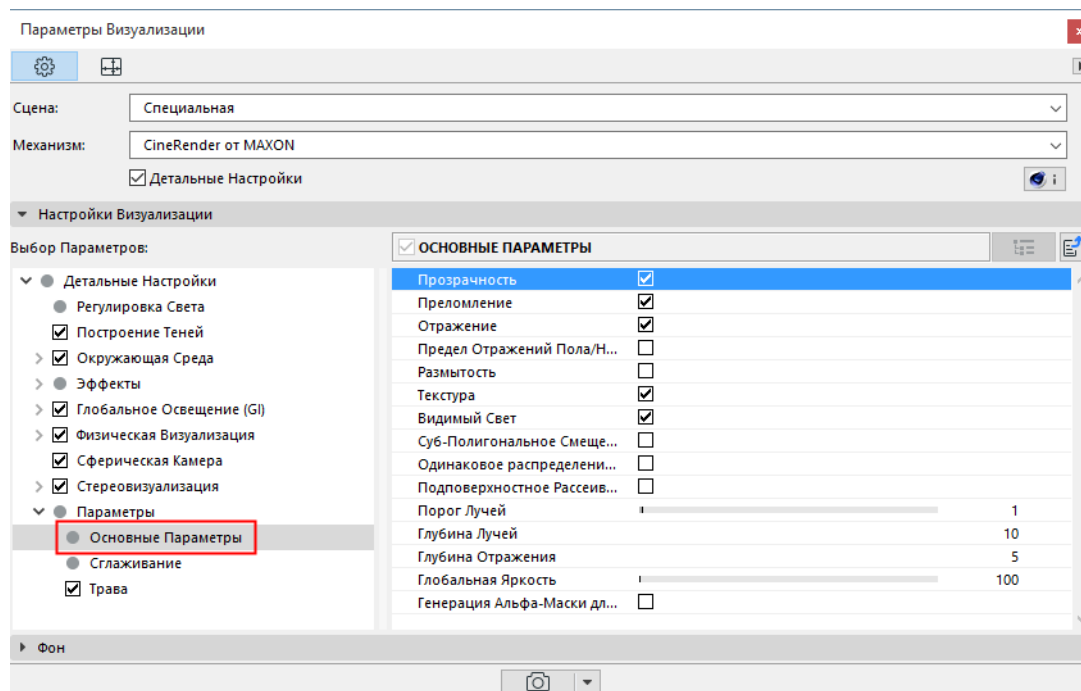 Параметры Визуализации
Сцена: Специальная
Механизм: CineRender от MAXON
Детальные Настройки
i
Настройки Визуализации
Выбор Параметров:
ОСНОВНЫЕ ПАРАМЕТРЫ
Детальные Настройки
Регулировка Света
Построение Теней
Окружающая Среда
Эффекты
Глобальное Освещение (GI)
Физическая Визуализация
Сферическая Камера
Стереовизуализация
Параметры
Основные Параметры
Сглаживание
Трава
Прозрачность
Преломление
Отражение
Предел Отражений Пола/Н...
Размытость
Текстура
Видимый Свет
Суб-Полигональное Смеще...
Одинаковое распределени...
Подповерхностное Рассеив...
Порог Лучей 1
Глубина Лучей 10
Глубина Отражения 5
Глобальная Яркость 100
Генерация Альфа-Маски дл...
Фон